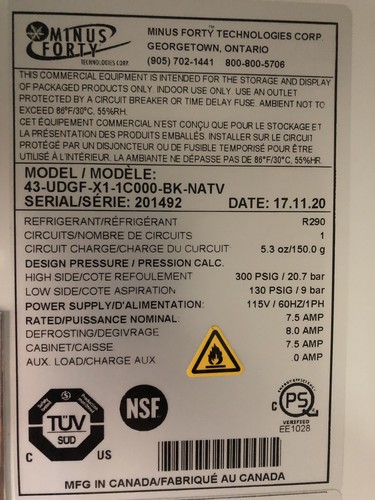 MINUS FORTY TECHNOLOGIES CORP.
MINUS FORTY™ TECHNOLOGIES CORP
GEORGETOWN, ONTARIO
(905) 702-1441 800-800-5706
THIS COMMERCIAL EQUIPMENT IS INTENDED FOR THE STORAGE AND DISPLAY
OF PACKAGED PRODUCTS ONLY. INDOOR USE ONLY. USE AN OUTLET
PROTECTED BY A CIRCUIT BREAKER OR TIME DELAY FUSE. AMBIENT NOT TO
EXCEED 86°F/30°C, 55%RH.
CET ÉQUIPEMENT COMMERCIAL N'EST CONÇU QUE POUR LE STOCKAGE ET
LA PRÉSENTATION DES PRODUITS EMBALLÉS. INSTALLER SUR LE CIRCUIT
PROTÉGÉ PAR UN DISJONCTEUR OU DE FUSIBLE TEMPORISÉ POUR ÊTRE
UTILISÉ À L'INTÉRIEUR. LA AMBIANTE NE DÉPASSE PAS DE 86°F/30°C, 55%HR.
MODEL / MODÈLE:
43-UDGF-X1-1C000-BK-NATV
SERIAL/SÉRIE: 201492 DATE: 17.11.20
REFRIGERANT/RÉFRIGÉRANT R290
CIRCUITS/NOMBRE DE CIRCUITS 1
CIRCUIT CHARGE/CHARGE DU CURCUIT 5.3 oz/150.0 g
DESIGN PRESSURE / PRESSION CALC.
HIGH SIDE/COTE REFOULEMENT 300 PSIG / 20.7 bar
LOW SIDE/COTE ASPIRATION 130 PSIG / 9 bar
POWER SUPPLY/D'ALIMENTATION: 115V / 60HZ/1PH
RATED/PUISSANCE NOMINAL: 7.5 AMP
DEFROSTING/DEGIVRAGE 8.0 AMP
CABINET/CAISSE 7.5 AMP
AUX. LOAD/CHARGE AUX .0 AMP
TÜV
SÜD
C US
NSF
C PS
ENERGY EFFICIENCY
VERIFIED
EE1028
MFG IN CANADA/FABRIQUÉ AU CANADA